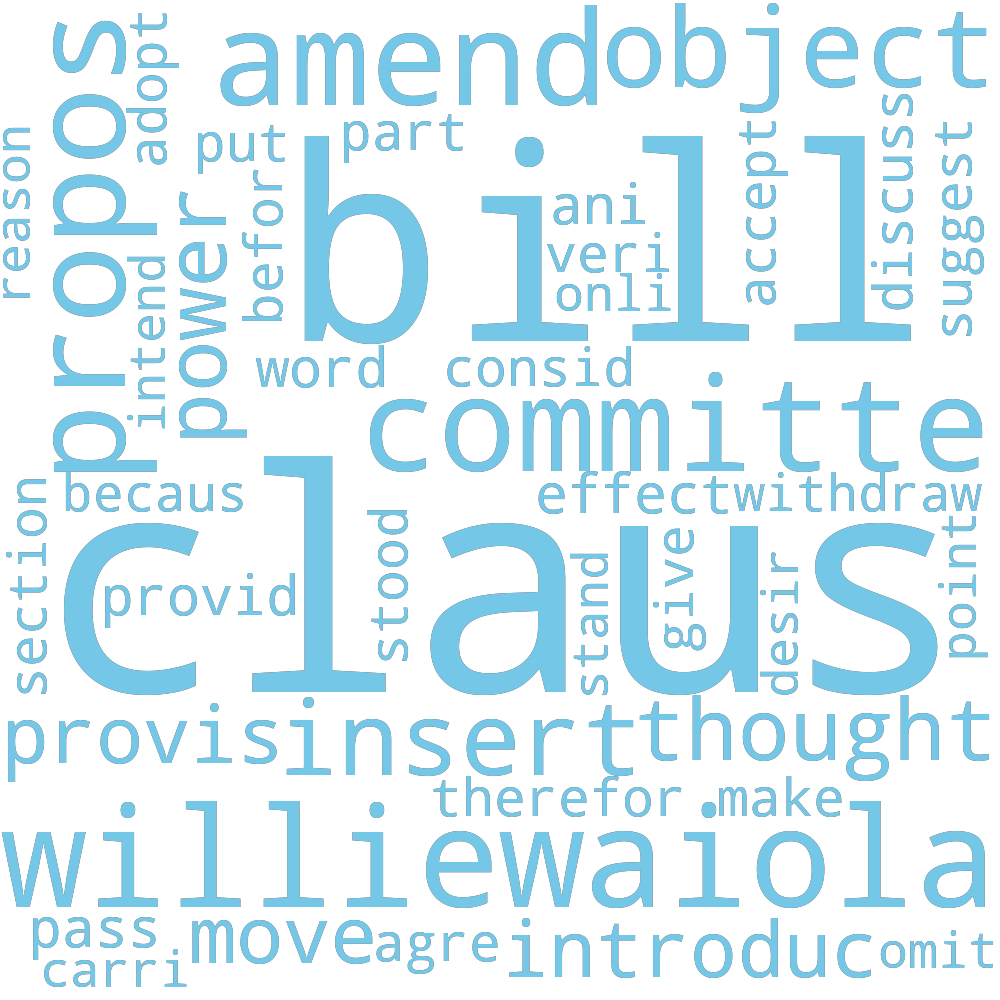 propos
adopt
amend
object
reason
put
part
before
power
intend
bill
ani
veri
onli
accept
discuss
suggest
word
consid
committe
becaus
effect
withdraw
section
claus
provid
stood
stand
give
desir
point
provis
insert
thought
therefor
make
williewaiola
pass
carri
move
agre
introduc
omit